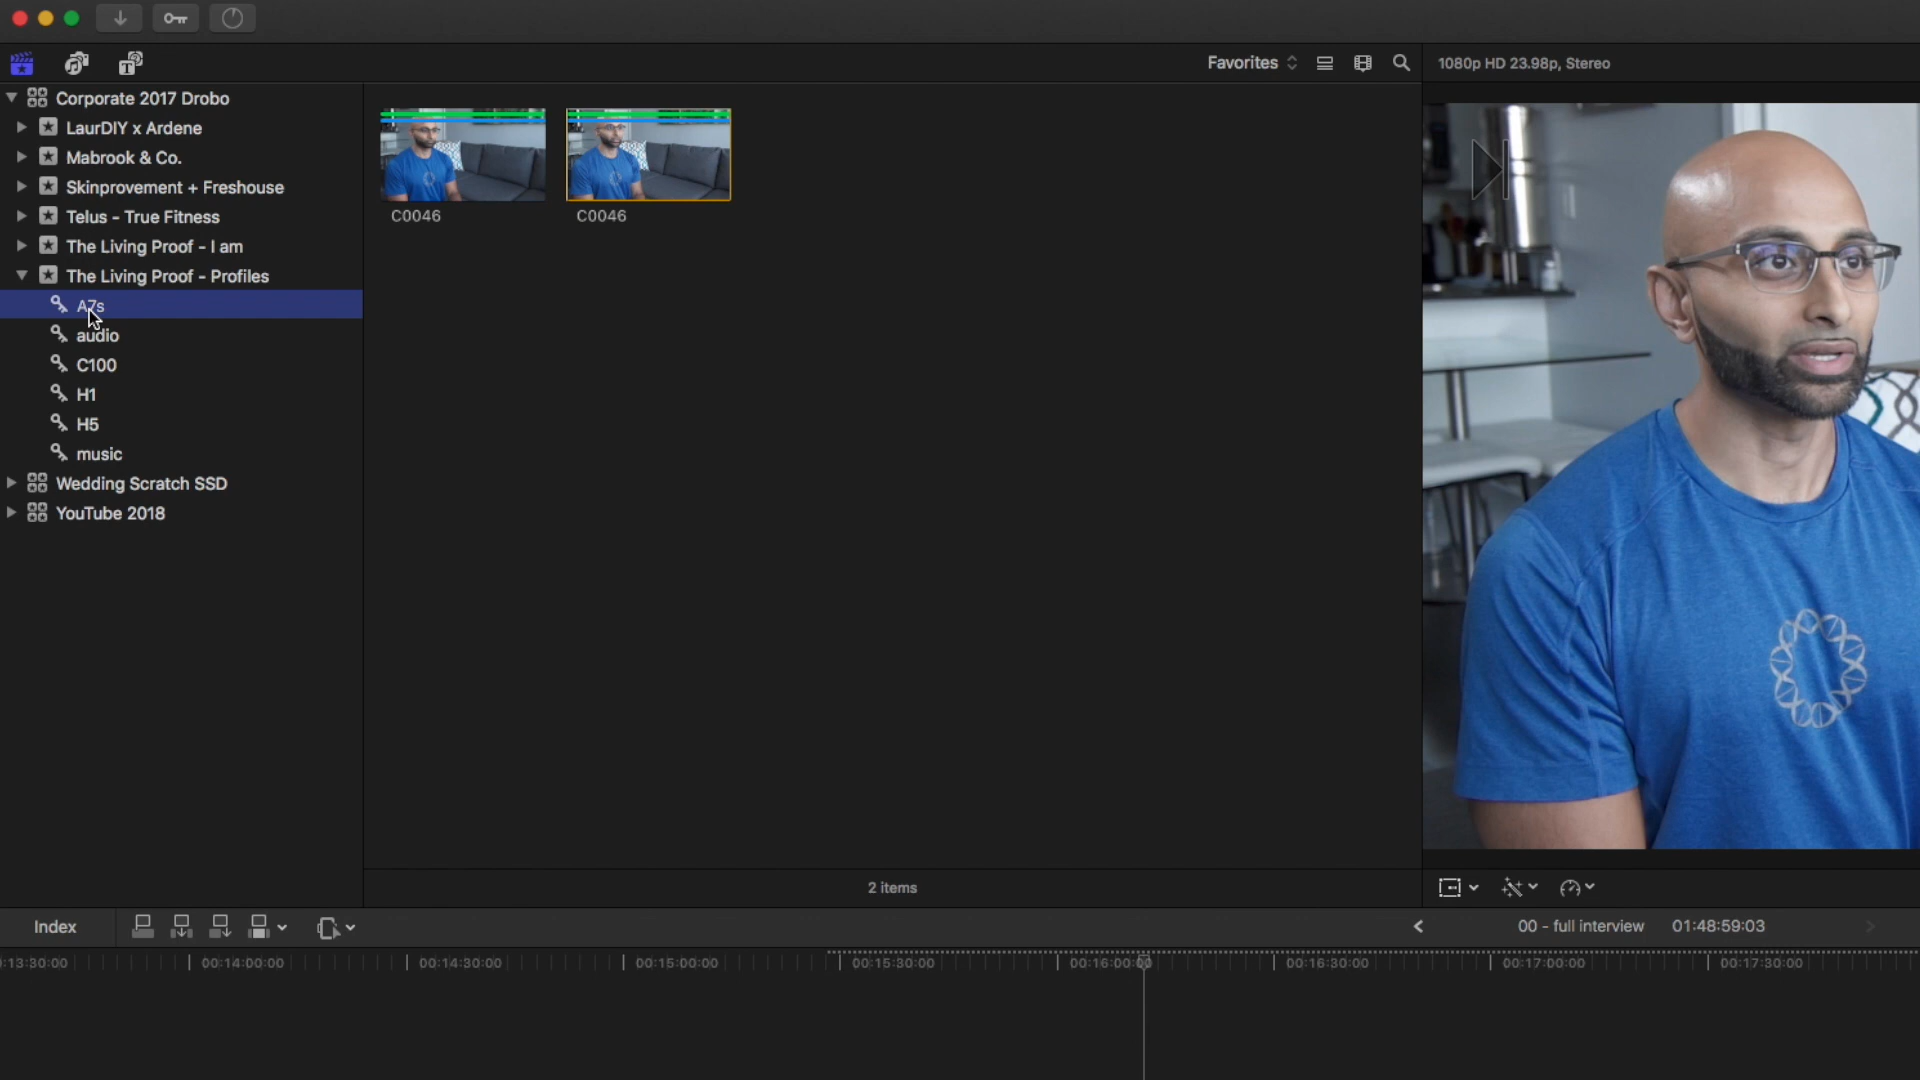 Favorites
1080p HD 23.98p, Stereo
Corporate 2017 Drobo
LaurDIY x Ardene
Mabrook & Co.
Skinprovement + Freshouse
Telus - True Fitness
The Living Proof - I am
The Living Proof - Profiles
A7s
audio
C100
H1
H5
music
Wedding Scratch SSD
YouTube 2018
C0046
C0046
2 items
Index
00 - full interview
01:48:59:03
:13:30:00
00:14:00:00
00:14:30:00
00:15:00:00
00:15:30:00
00:16:00:00
00:16:30:00
00:17:00:00
00:17:30:00